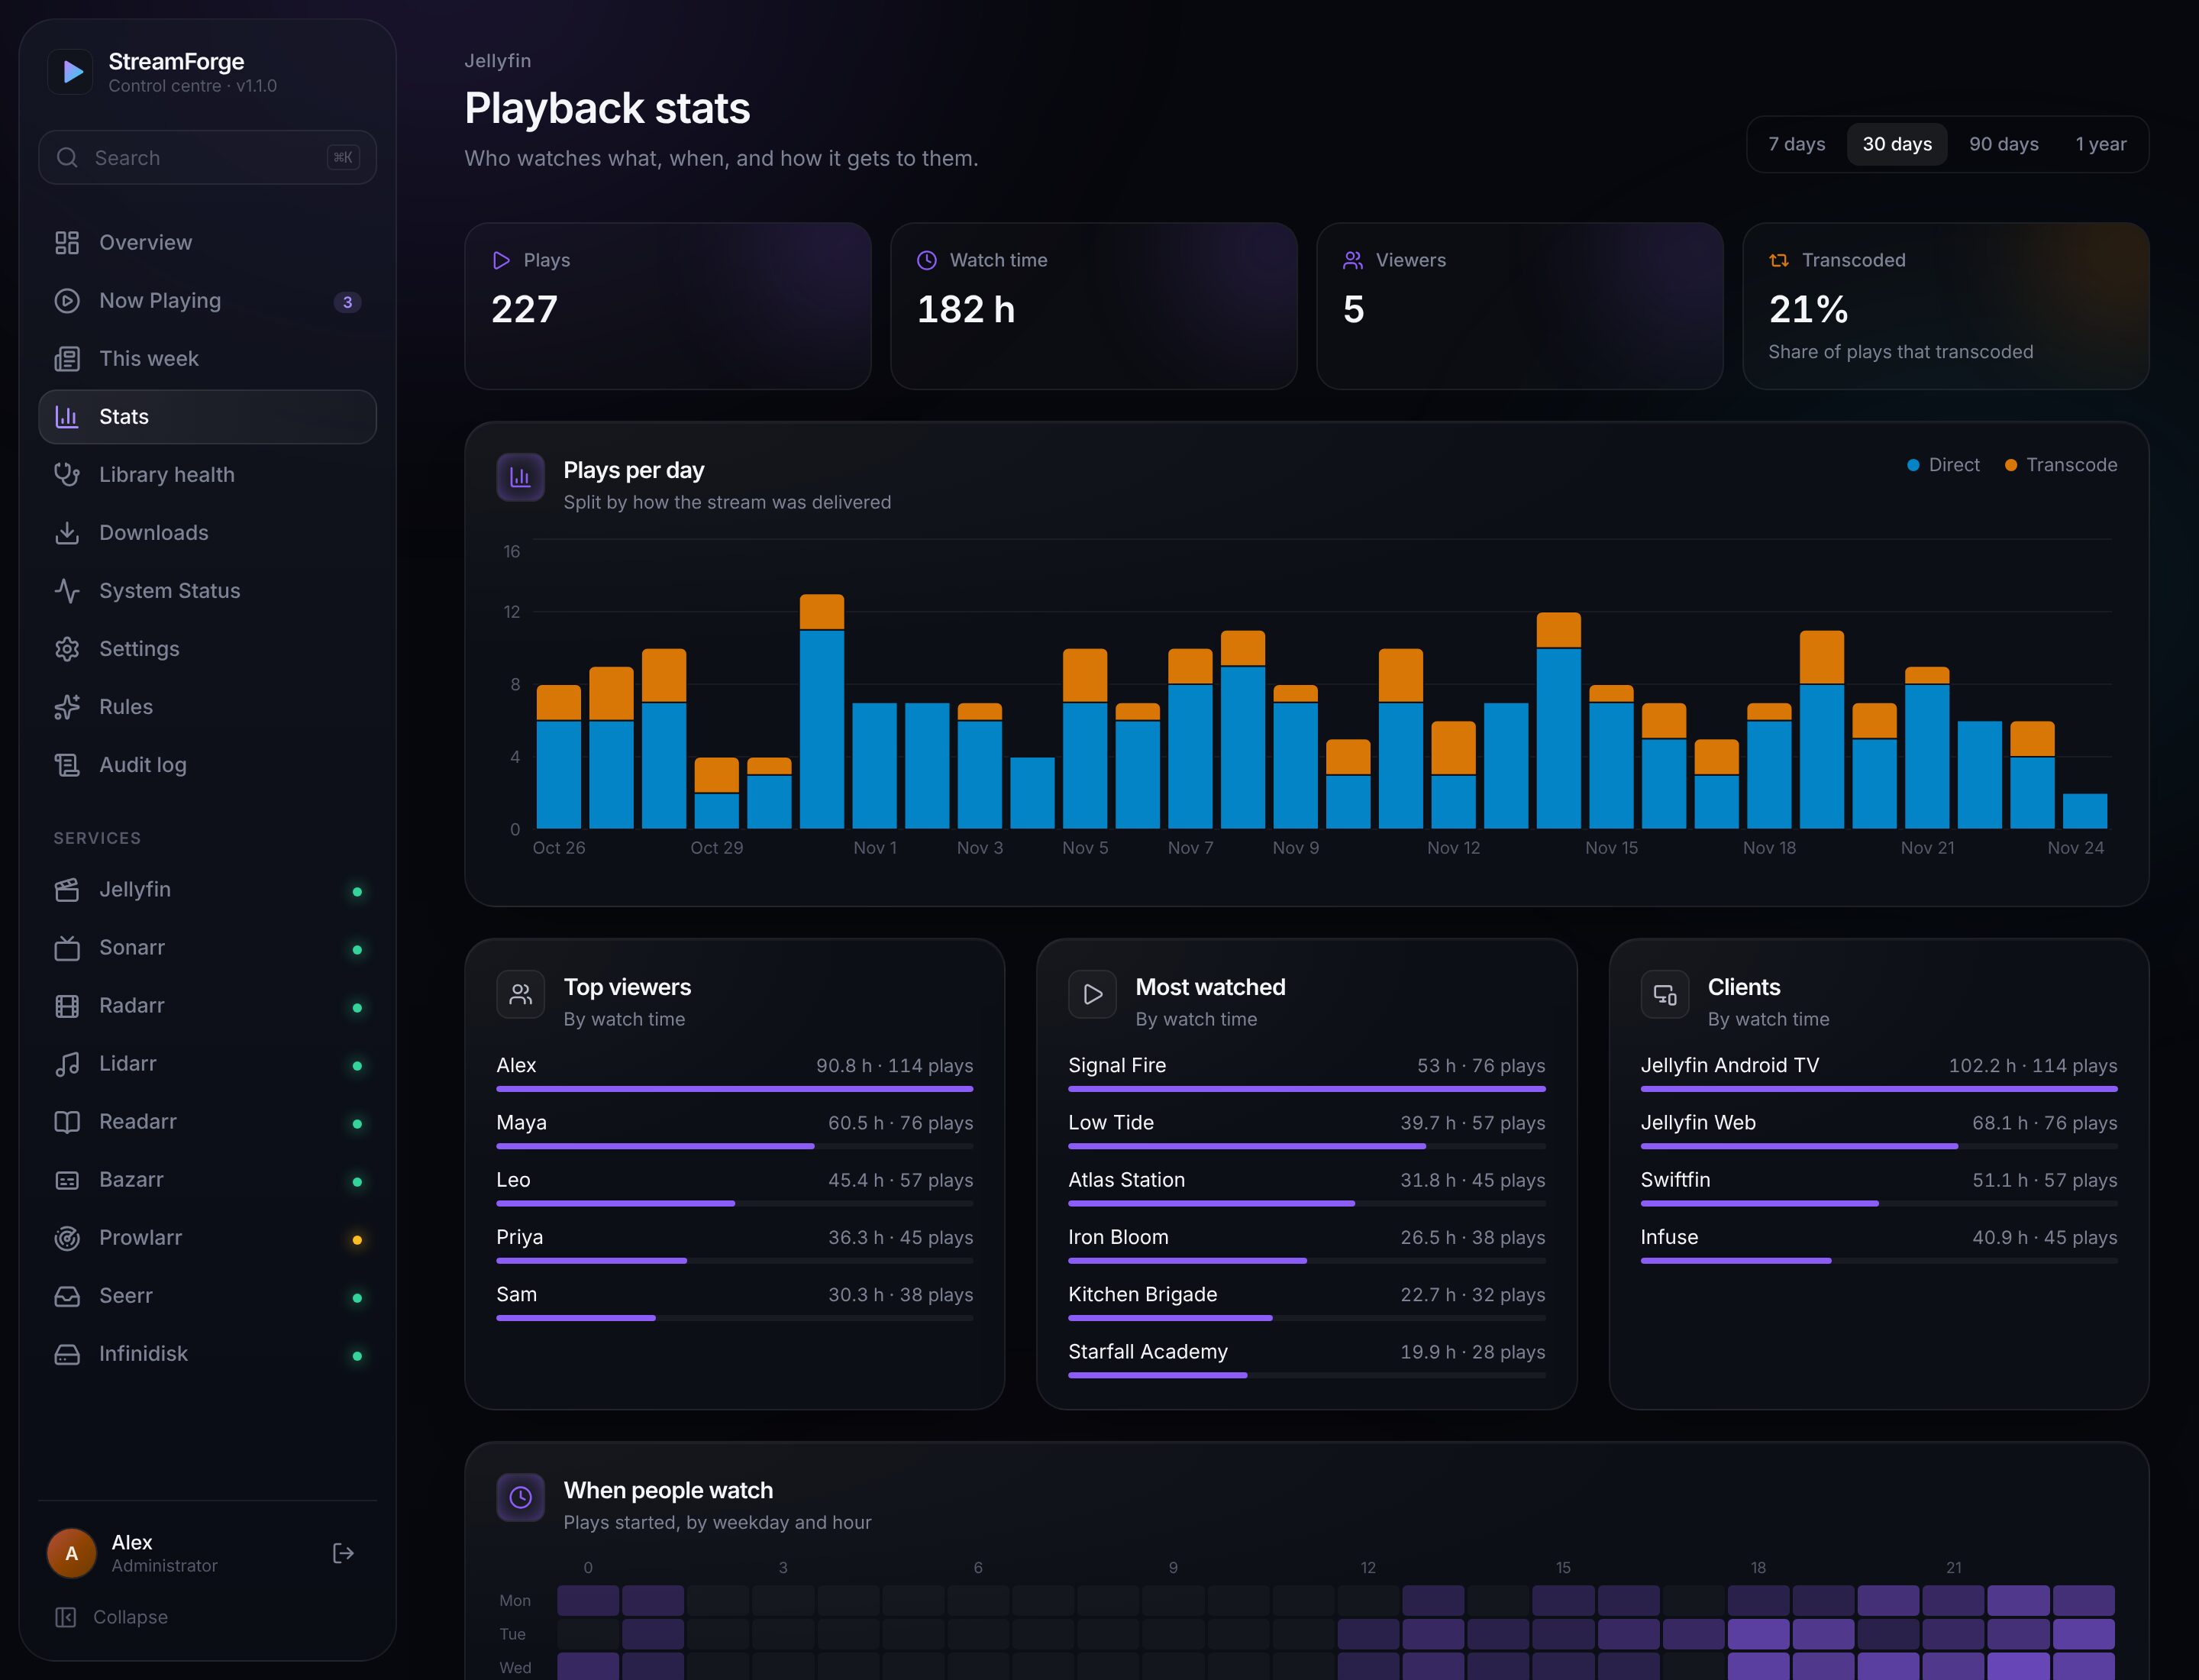 StreamForge
Control centre · v1.1.0
Search
⌘K
Overview
Now Playing
3
This week
Stats
Library health
Downloads
System Status
Settings
Rules
Audit log
SERVICES
Jellyfin
Sonarr
Radarr
Lidarr
Readarr
Bazarr
Prowlarr
Seerr
Infinidisk
A
Alex
Administrator
Collapse
Jellyfin
Playback stats
Who watches what, when, and how it gets to them.
7 days 30 days 90 days 1 year
Plays
227
Watch time
182 h
Viewers
5
Transcoded
21%
Share of plays that transcoded
Plays per day
Split by how the stream was delivered
Direct Transcode
16
12
8
4
0
Oct 26 Oct 29 Nov 1 Nov 3 Nov 5 Nov 7 Nov 9 Nov 12 Nov 15 Nov 18 Nov 21 Nov 24
Top viewers
By watch time
Alex 90.8 h · 114 plays
Maya 60.5 h · 76 plays
Leo 45.4 h · 57 plays
Priya 36.3 h · 45 plays
Sam 30.3 h · 38 plays
Most watched
By watch time
Signal Fire 53 h · 76 plays
Low Tide 39.7 h · 57 plays
Atlas Station 31.8 h · 45 plays
Iron Bloom 26.5 h · 38 plays
Kitchen Brigade 22.7 h · 32 plays
Starfall Academy 19.9 h · 28 plays
Clients
By watch time
Jellyfin Android TV 102.2 h · 114 plays
Jellyfin Web 68.1 h · 76 plays
Swiftfin 51.1 h · 57 plays
Infuse 40.9 h · 45 plays
When people watch
Plays started, by weekday and hour
0 3 6 9 12 15 18 21
Mon
Tue
Wed